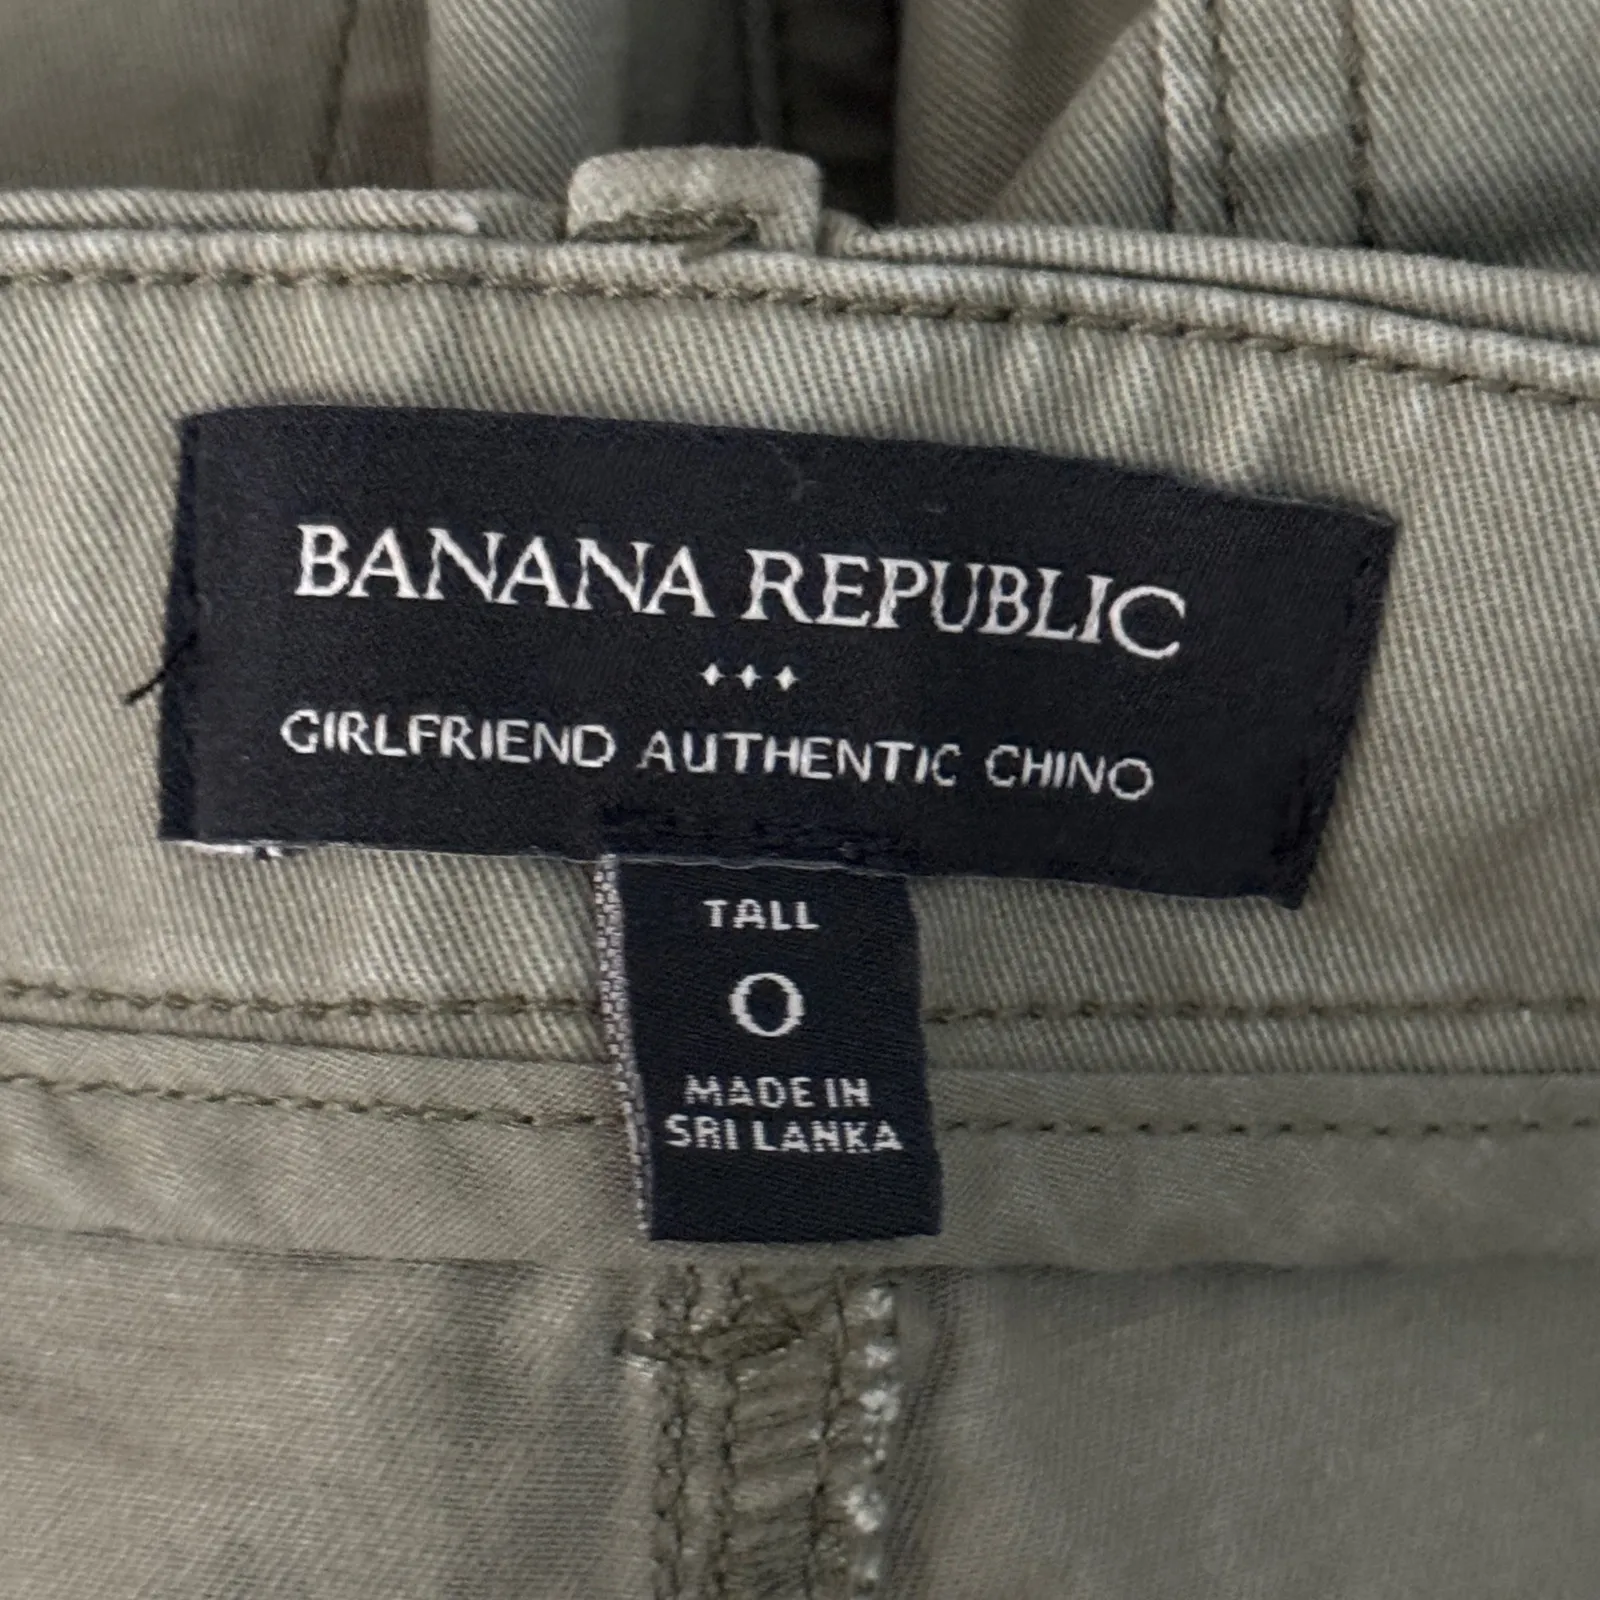 BANANA REPUBLIC
GIRLFRIEND AUTHENTIC CHINO
TALL
0
MADE IN
SRI LANKA